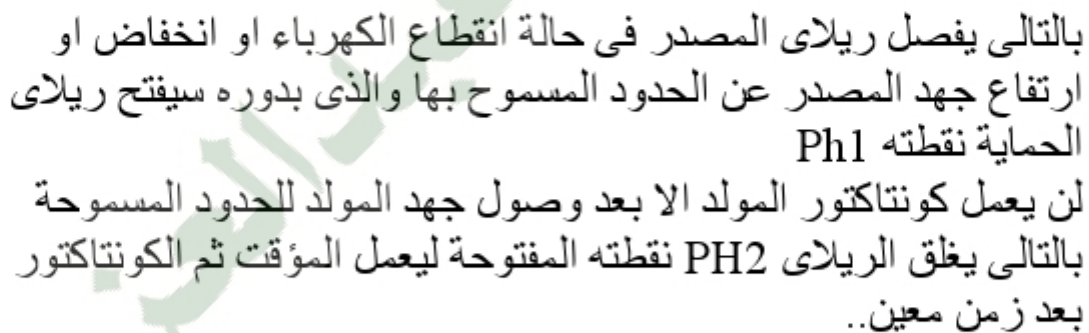 بالتالى يفصل ريلاى المصدر فى حالة انقطاع الكهرباء او انخفاض او
ارتفاع جهد المصدر عن الحدود المسموح بها والذى بدوره سيفتح ريلاى
الحماية نقطته Ph1
لن يعمل كونتاكتور المولد الا بعد وصول جهد المولد للحدود المسموحة
بالتالى يغلق الريلاى PH2 نقطته المفتوحة ليعمل المؤقت ثم الكونتاكتور
بعد زمن معين..